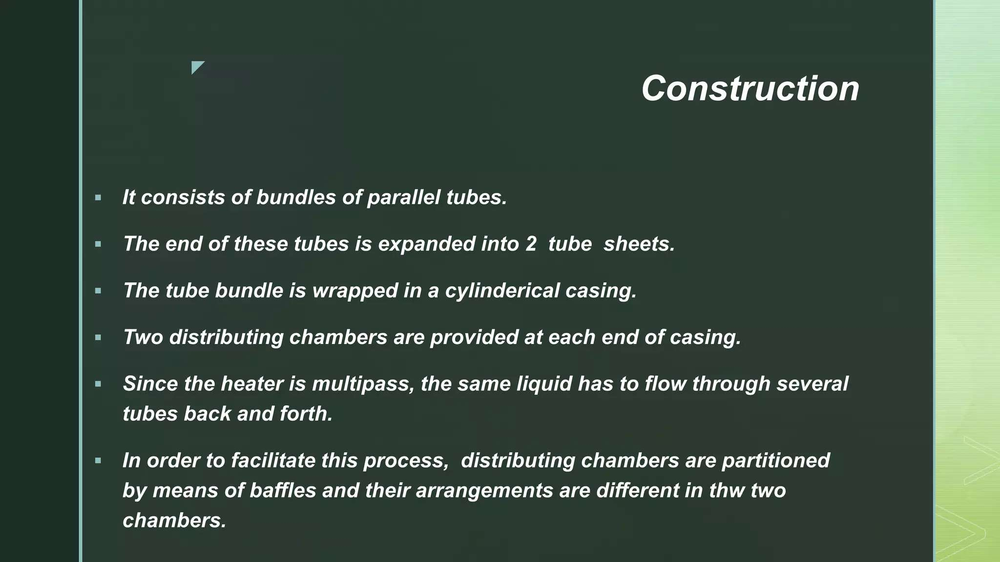 Construction
▪ It consists of bundles of parallel tubes.
▪ The end of these tubes is expanded into 2  tube  sheets.
▪ The tube bundle is wrapped in a cylinderical casing.
▪ Two distributing chambers are provided at each end of casing.
▪ Since the heater is multipass, the same liquid has to flow through several
tubes back and forth.
▪ In order to facilitate this process,  distributing chambers are partitioned
by means of baffles and their arrangements are different in thw two
chambers.